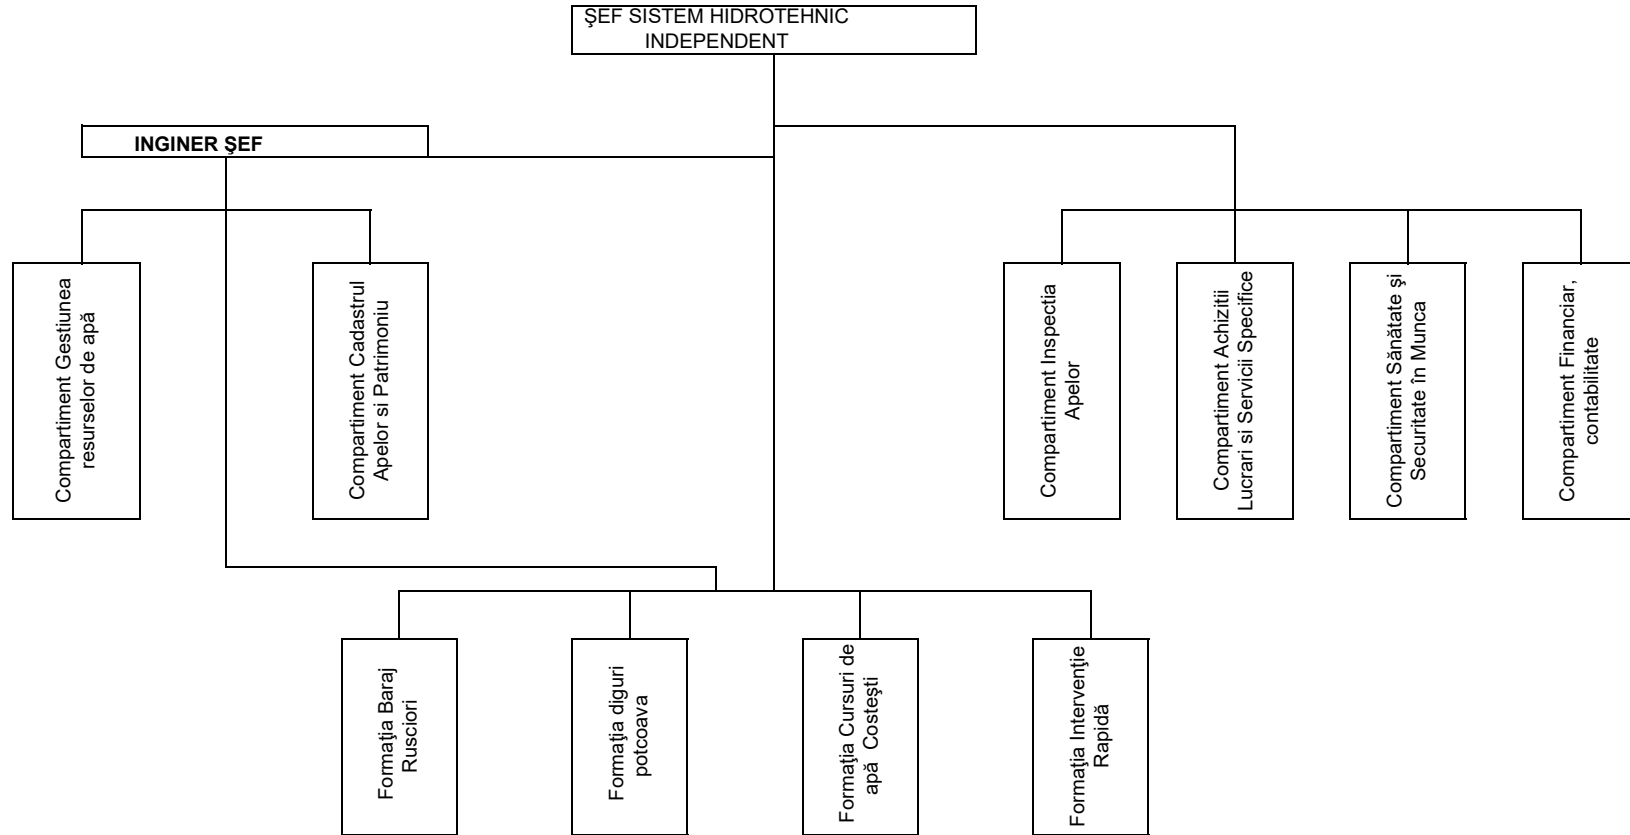 ŞEF SISTEM HIDROTEHNIC
INDEPENDENT
INGINER ŞEF
Compartiment Gestiunea
resurselor de apă
Compartiment Cadastrul
Apelor si Patrimoniu
Compartiment Inspectia
Apelor
Compartiment Achizitii
Lucrari si Servicii Specifice
Compartiment Sănătate şi
Securitate în Munca
Compartiment Financiar,
contabilitate
Formaţia Baraj
Rusciori
Formaţia diguri
potcoava
Formaţia Cursuri de
apă Costeşti
Formaţia Intervenţie
Rapidă